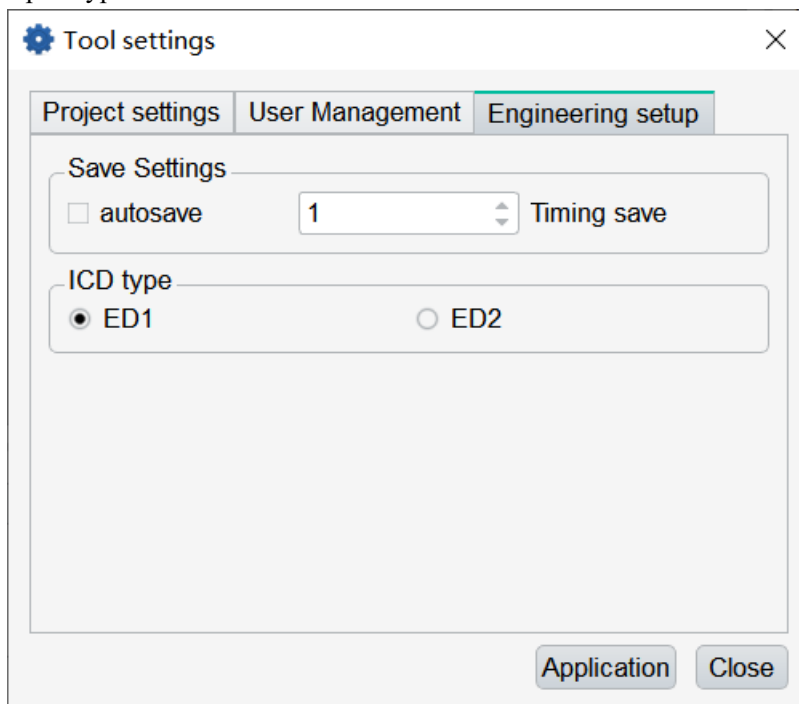 Tool settings
Project settings User Management Engineering setup
Save Settings
autosave 1 Timing save
ICD type
ED1 ED2
Application Close